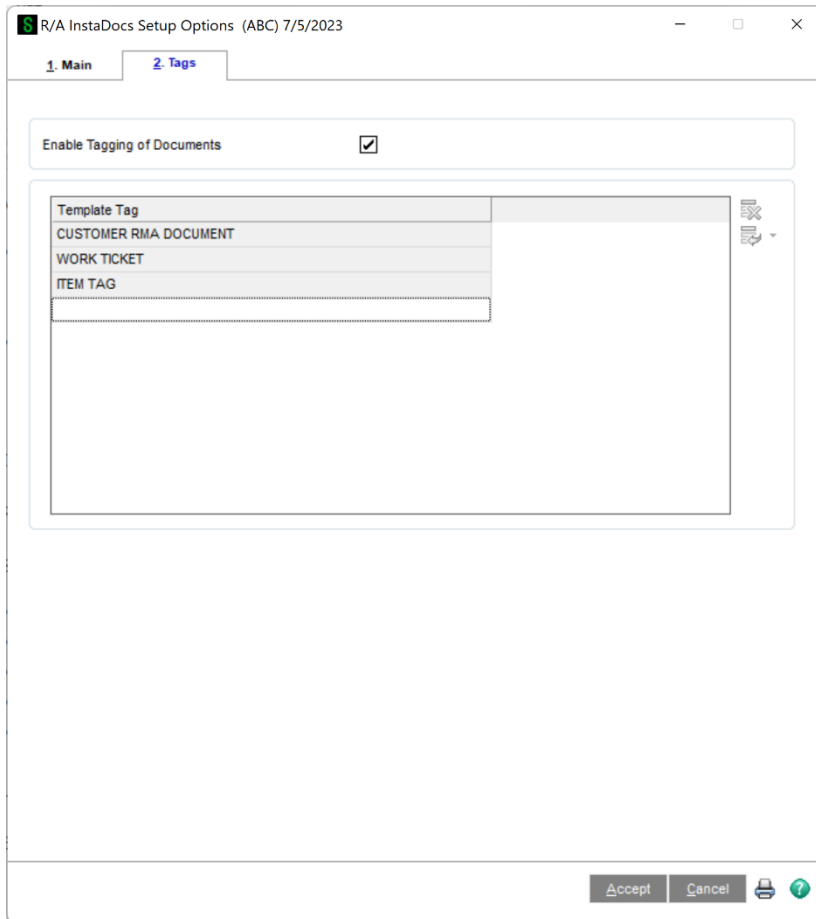 R/A InstaDocs Setup Options (ABC) 7/5/2023
1. Main
2. Tags
Enable Tagging of Documents
Template Tag
CUSTOMER RMA DOCUMENT
WORK TICKET
ITEM TAG
Accept
Cancel